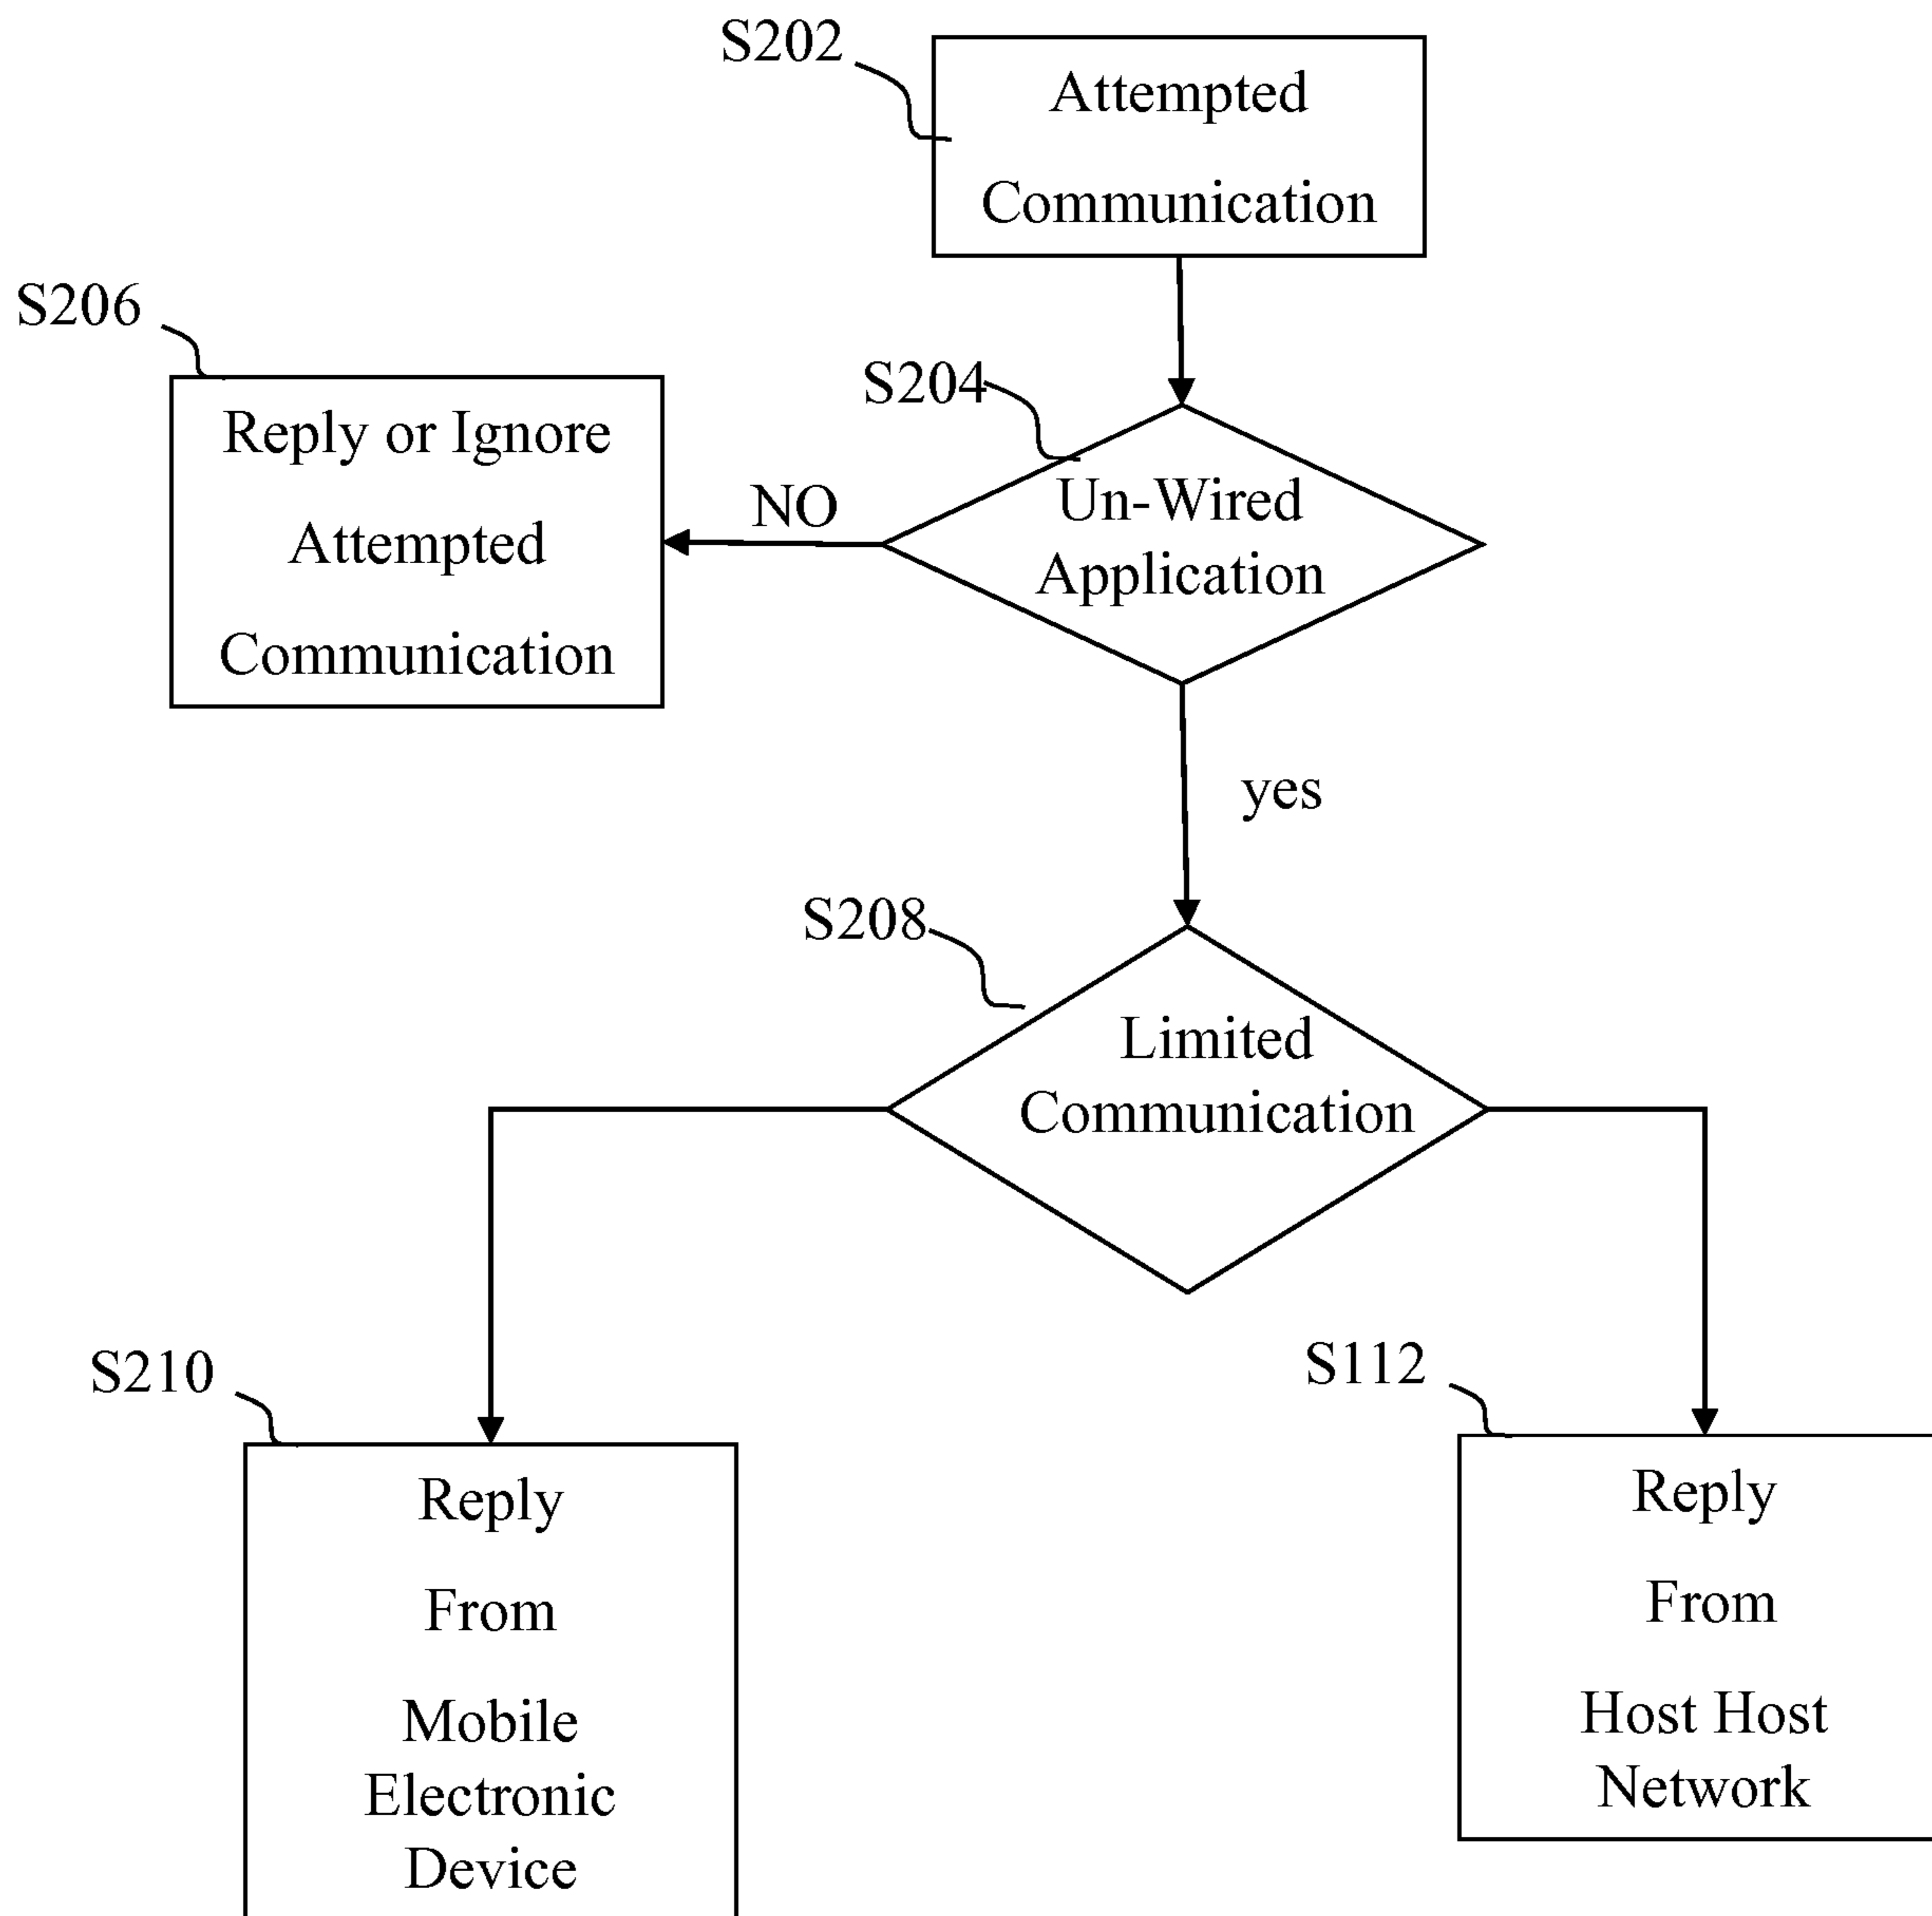 S202
Attempted
Communication
S206
S204
Reply or Ignore
Attempted
Communication
NO
Un-Wired
Application
yes
S208
Limited
Communication
S210
S112
Reply
From
Mobile
Electronic
Device
Reply
From
Host Host
Network